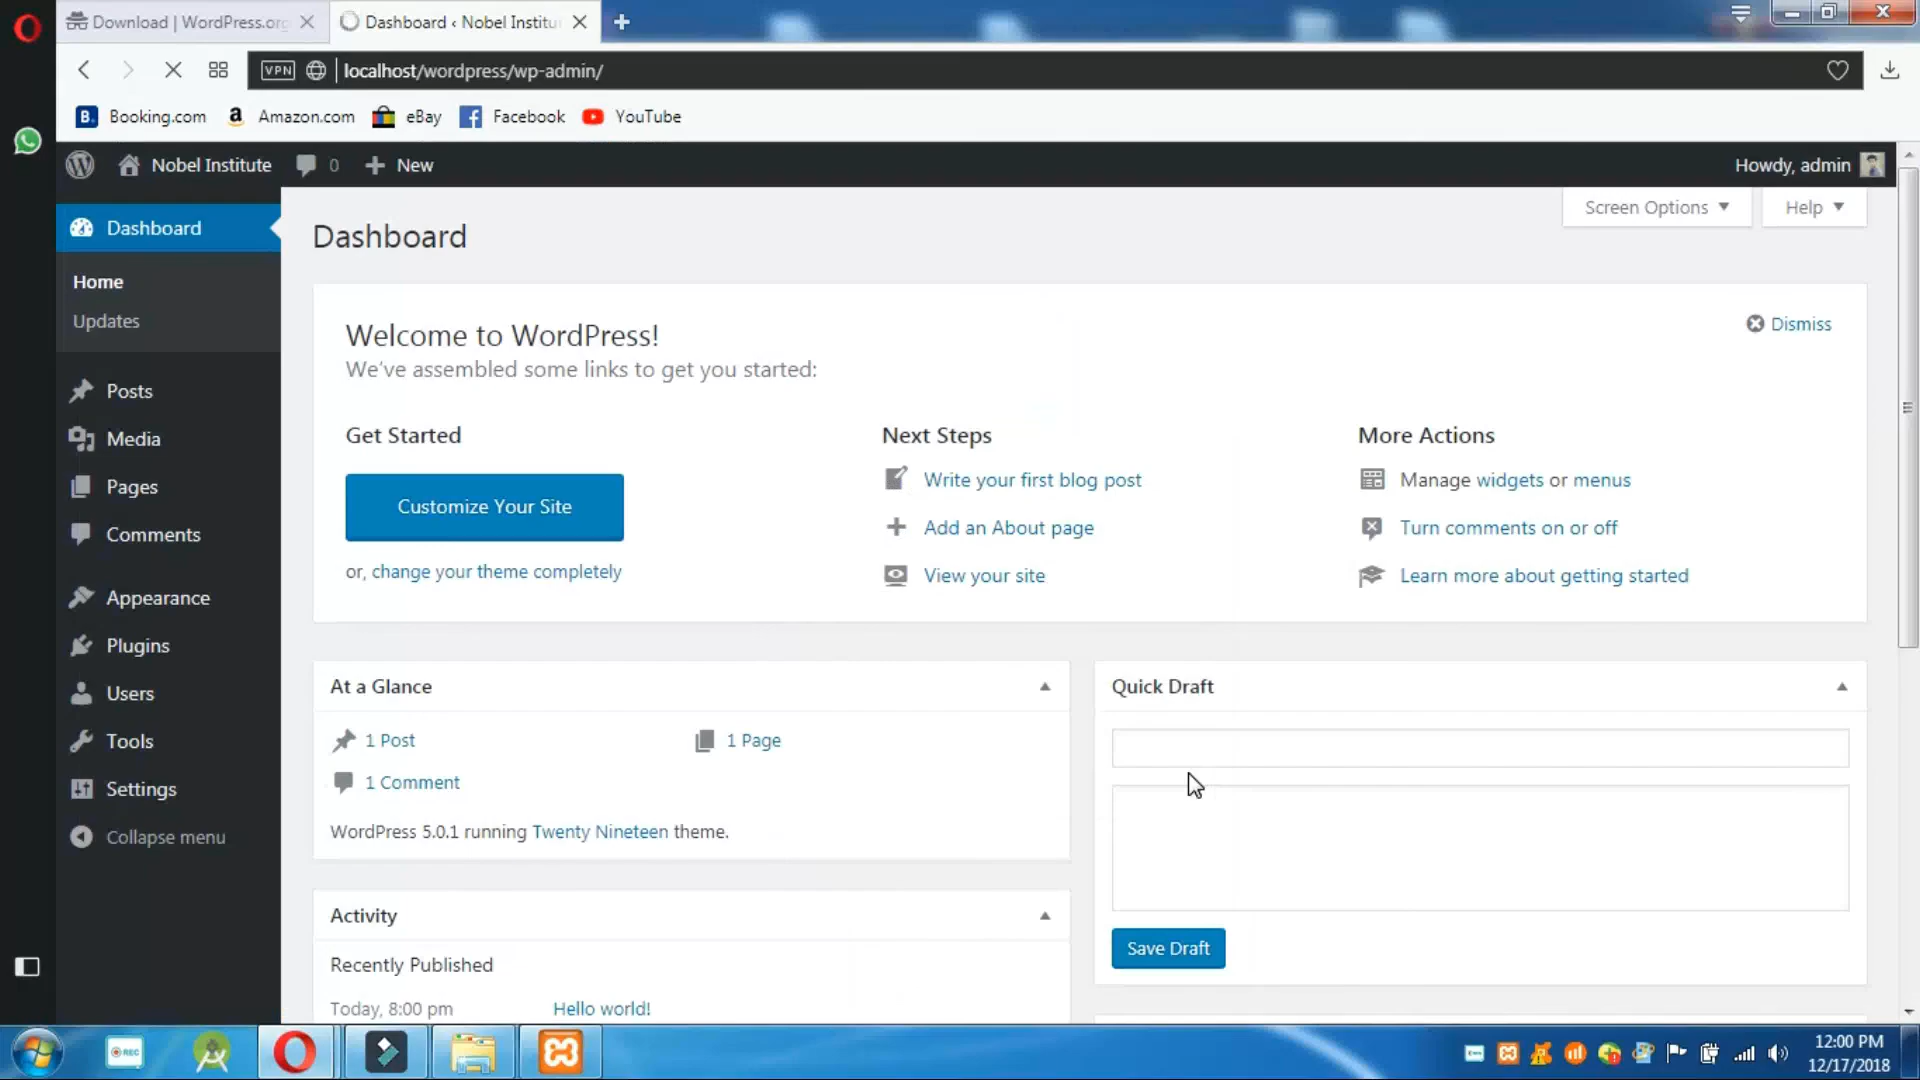 Download | WordPress.org
Dashboard ‹ Nobel Institu
VPN
localhost/wordpress/wp-admin/
B.
Booking.com
a
Amazon.com
eBay
Facebook
YouTube
Nobel Institute
0
New
Howdy, admin
Dashboard
Home
Updates
Posts
Media
Pages
Comments
Appearance
Plugins
Users
Tools
Settings
Collapse menu
Screen Options
Help
Dashboard
Welcome to WordPress!
We've assembled some links to get you started:
Dismiss
Get Started
Customize Your Site
or, change your theme completely
Next Steps
Write your first blog post
Add an About page
View your site
More Actions
Manage widgets or menus
Turn comments on or off
Learn more about getting started
At a Glance
1 Post
1 Page
1 Comment
WordPress 5.0.1 running Twenty Nineteen theme.
Activity
Recently Published
Today, 8:00 pm
Hello world!
Quick Draft
Save Draft
REC
12:00 PM
12/17/2018